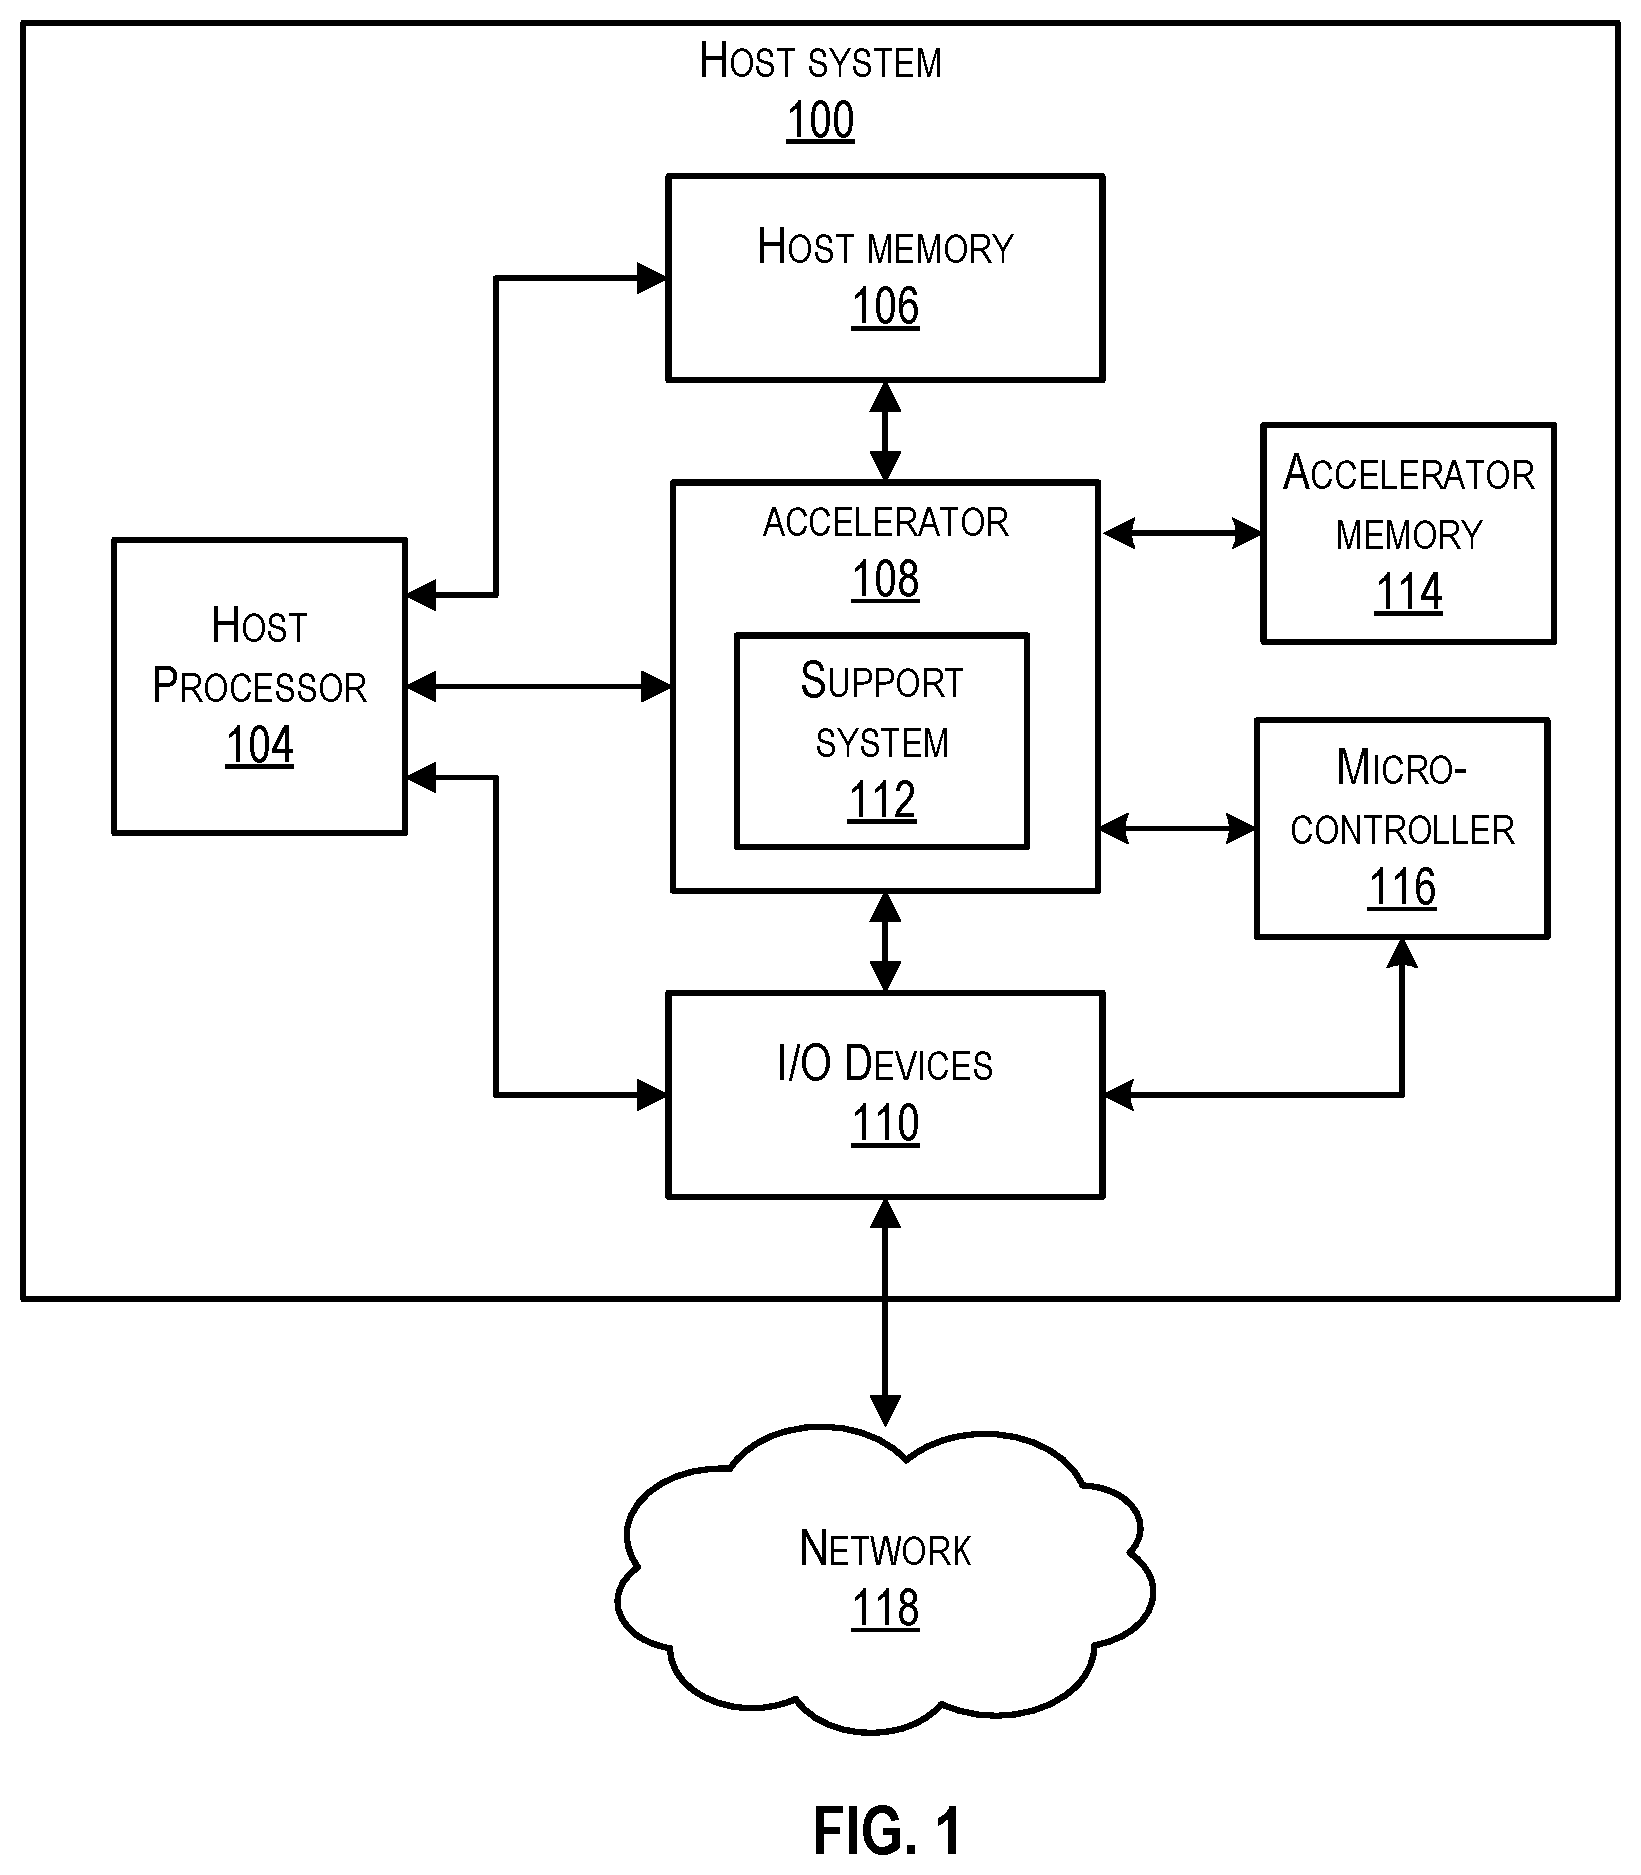 Host system
100
Host memory
106
Accelerator
memory
114
accelerator
108
Host
Processor
104
Support
system
112
Micro-
controller
116
I/O Devices
110
Network
118
FIG. 1